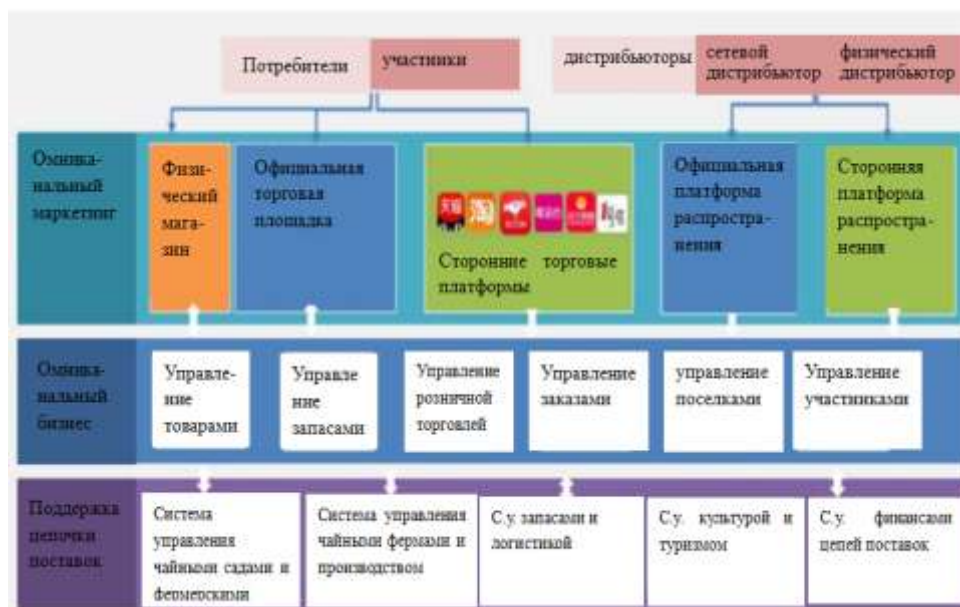 Потребители
участники
дистрибьюторы
сетевой
дистрибьютор
физический
дистрибьютор
Омника-
нальный
маркетинг
Физи-
ческий
мага-
зин
Официальная
торговая
площадка
天猫
Сторонние торговые
платформы
Официальная
платформа
распростра-
нения
Сторонняя
платформа
распростра-
нения
Омника-
нальный
бизнес
Управле-
ние
товарами
Управле
ние
запасами
Управление
розничной
торговлей
Управление
заказами
управление
поселками
Управление
участниками
Поддержка
цепочки
поставок
Система
управления
чайными садами и
фермерскими
Система управления
чайными фермами и
производством
С.у. запасами и
логистикой
С.у. культурой и
туризмом
С.у. финансами
цепей поставок